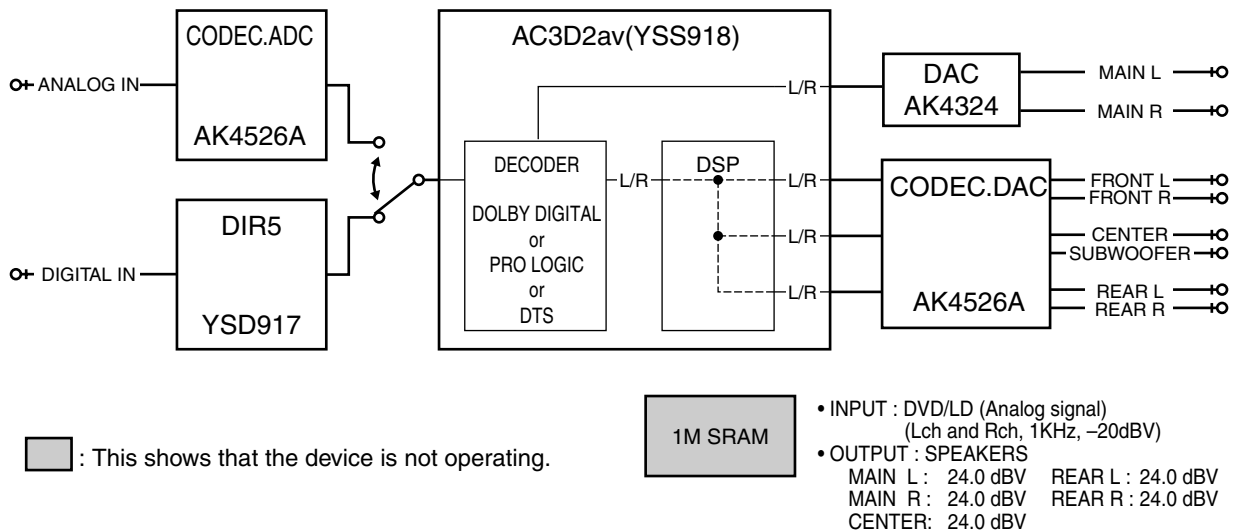 CODEC.ADC
AK4526A
ANALOG IN
DIR5
YSD917
DIGITAL IN
AC3D2av(YSS918)
DECODER
DOLBY DIGITAL
or
PRO LOGIC
or
DTS
L/R
DSP
L/R
L/R
L/R
L/R
DAC
AK4324
MAIN L
MAIN R
CODEC.DAC
AK4526A
FRONT L
FRONT R
CENTER
SUBWOOFER
REAR L
REAR R
: This shows that the device is not operating.
1M SRAM
• INPUT : DVD/LD (Analog signal)
(Lch and Rch, 1KHz, –20dBV)
• OUTPUT : SPEAKERS
MAIN L : 24.0 dBV REAR L : 24.0 dBV
MAIN R : 24.0 dBV REAR R : 24.0 dBV
CENTER: 24.0 dBV